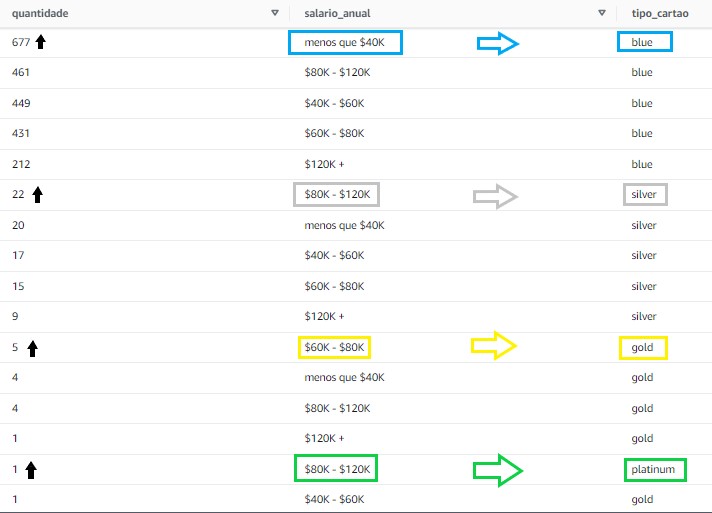 quantidade salario_anual tipo_cartao
677 menos que $40K blue
461 $80K - $120K blue
449 $40K - $60K blue
431 $60K - $80K blue
212 $120K + blue
22 $80K - $120K silver
20 menos que $40K silver
17 $40K - $60K silver
15 $60K - $80K silver
9 $120K + silver
5 $60K - $80K gold
4 menos que $40K gold
4 $80K - $120K gold
1 $120K + gold
1 $80K - $120K platinum
1 $40K - $60K gold